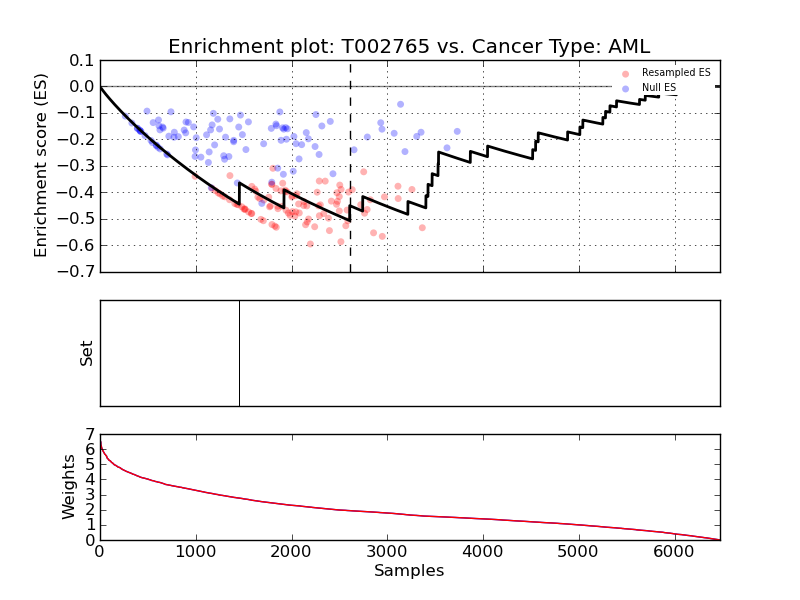 Enrichment plot: T002765 vs. Cancer Type: AML
Enrichment score (ES)
0.1
0.0
−0.1
−0.2
−0.3
−0.4
−0.5
−0.6
−0.7
Resampled ES
Null ES
Set
Weights
7
6
5
4
3
2
1
0
0 1000 2000 3000 4000 5000 6000
Samples